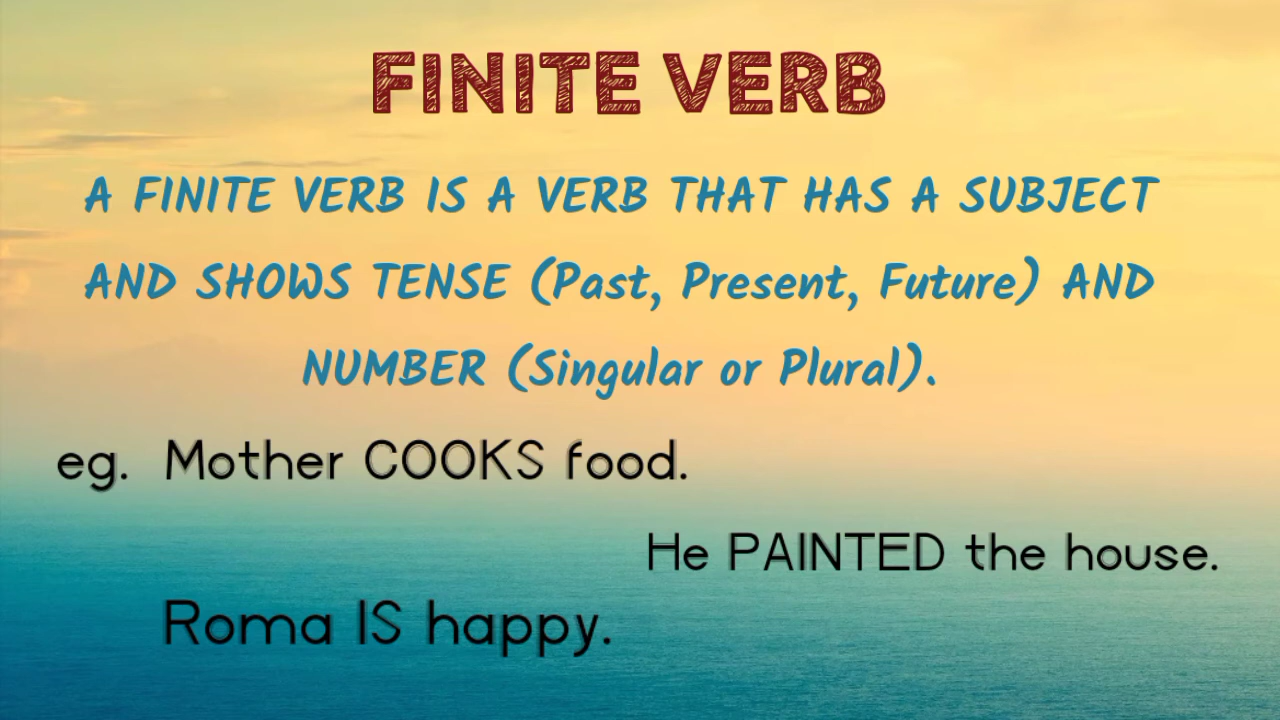 FINITE VERB
A FINITE VERB IS A VERB THAT HAS A SUBJECT
AND SHOWS TENSE (Past, Present, Future) AND
NUMBER (Singular or Plural).
eg. Mother COOKS food.
He PAINTED the house.
Roma IS happy.